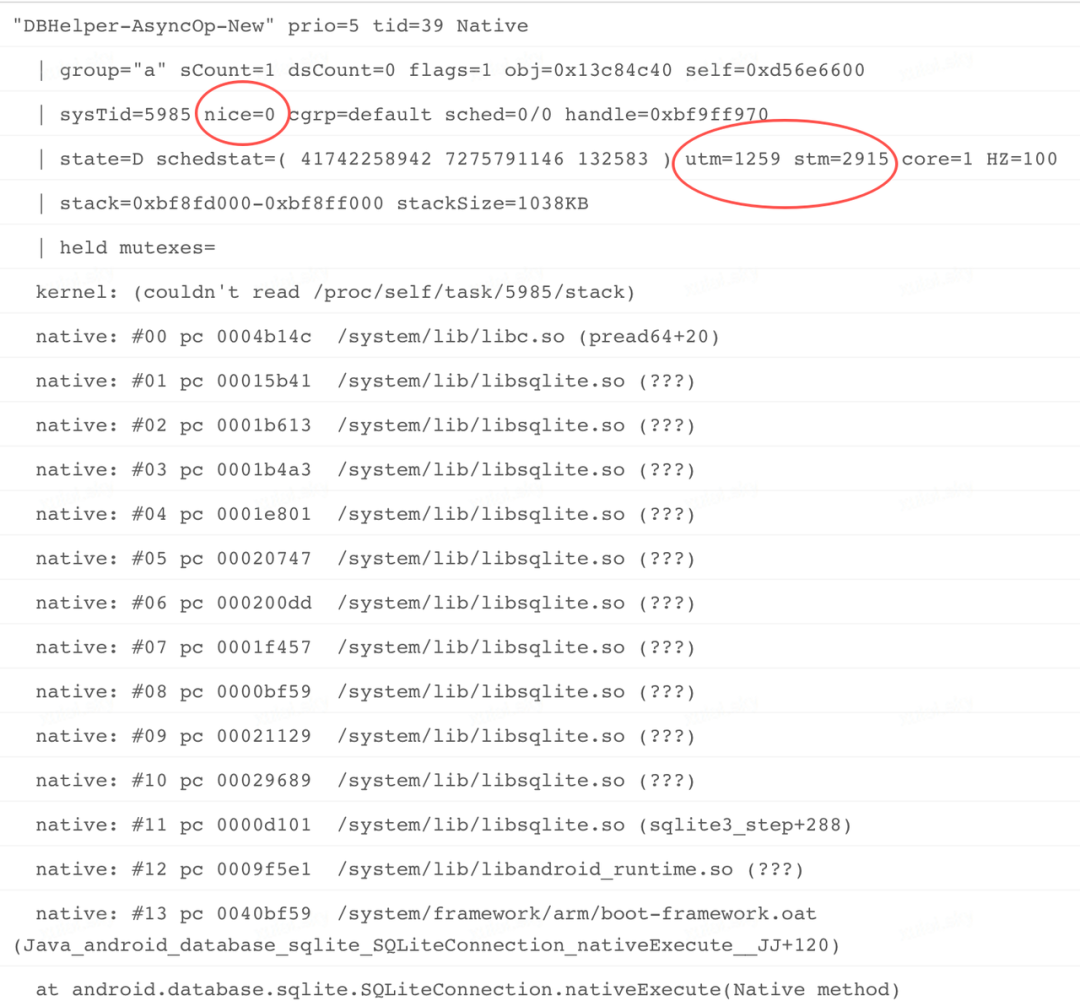 "DBHelper-AsyncOp-New" prio=5 tid=39 Native
| group="a" sCount=1 dsCount=0 flags=1 obj=0x13c84c40 self=0xd56e6600
| sysTid=5985 nice=0 cgrp=default sched=0/0 handle=0xbf9ff970
| state=D schedstat=( 41742258942 7275791146 132583 ) utm=1259 stm=2915 core=1 HZ=100
| stack=0xbf8fd000-0xbf8ff000 stackSize=1038KB
| held mutexes=
kernel: (couldn't read /proc/self/task/5985/stack)
native: #00 pc 0004b14c /system/lib/libc.so (pread64+20)
native: #01 pc 00015b41 /system/lib/libsqlite.so (???)
native: #02 pc 0001b613 /system/lib/libsqlite.so (???)
native: #03 pc 0001b4a3 /system/lib/libsqlite.so (???)
native: #04 pc 0001e801 /system/lib/libsqlite.so (???)
native: #05 pc 00020747 /system/lib/libsqlite.so (???)
native: #06 pc 000200dd /system/lib/libsqlite.so (???)
native: #07 pc 0001f457 /system/lib/libsqlite.so (???)
native: #08 pc 0000bf59 /system/lib/libsqlite.so (???)
native: #09 pc 00021129 /system/lib/libsqlite.so (???)
native: #10 pc 00029689 /system/lib/libsqlite.so (???)
native: #11 pc 0000d101 /system/lib/libsqlite.so (sqlite3_step+288)
native: #12 pc 0009f5e1 /system/lib/libandroid_runtime.so (???)
native: #13 pc 0040bf59 /system/framework/arm/boot-framework.oat
(Java_android_database_sqlite_SQLiteConnection_nativeExecute__JJ+120)
at android.database.sqlite.SQLiteConnection.nativeExecute(Native method)